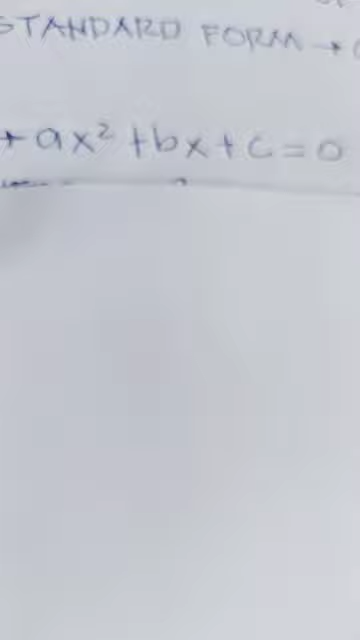 STANDARD FORM →
→ ax² + bx + c = 0